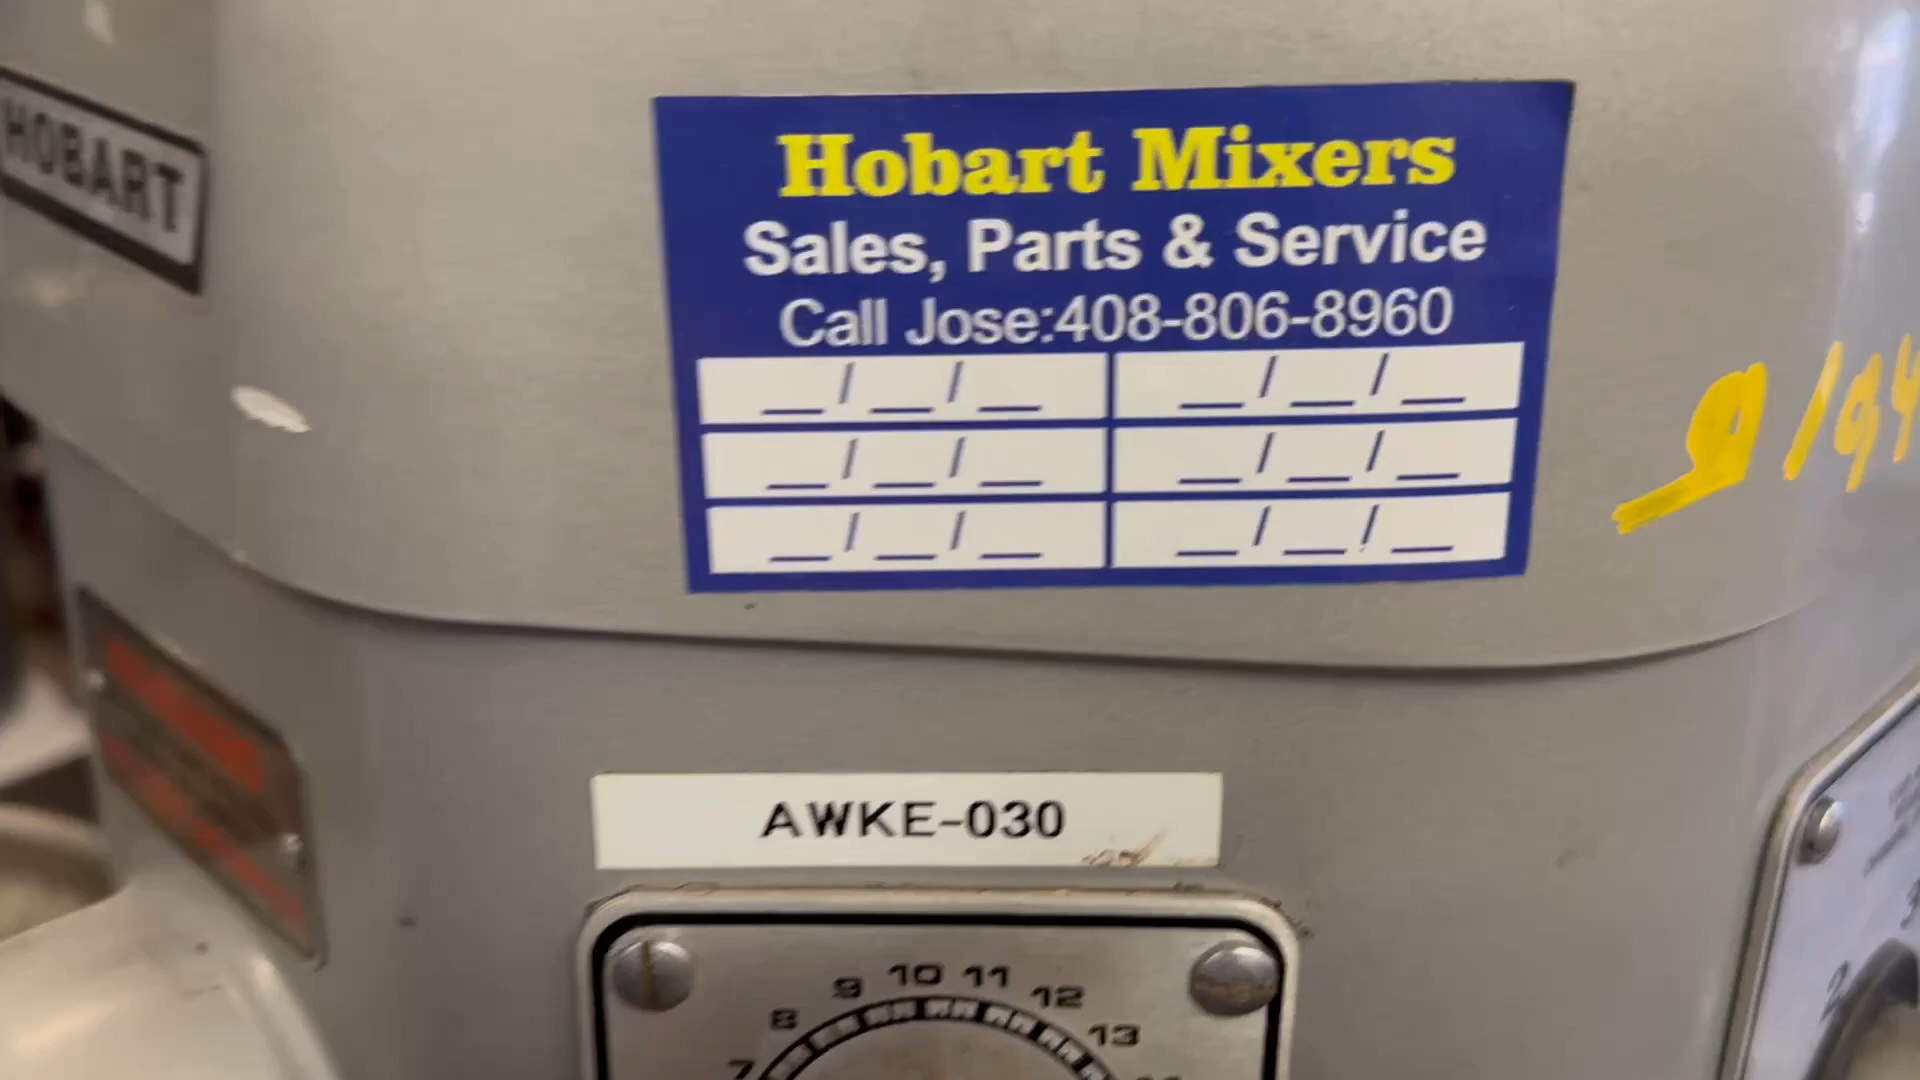 HOBART
Hobart Mixers
Sales, Parts & Service
Call Jose:408-806-8960
_/_/_ _/_/_
_/_/_ _/_/_
_/_/_ _/_/_
AWKE-030
7 8 9 10 11 12 13
2